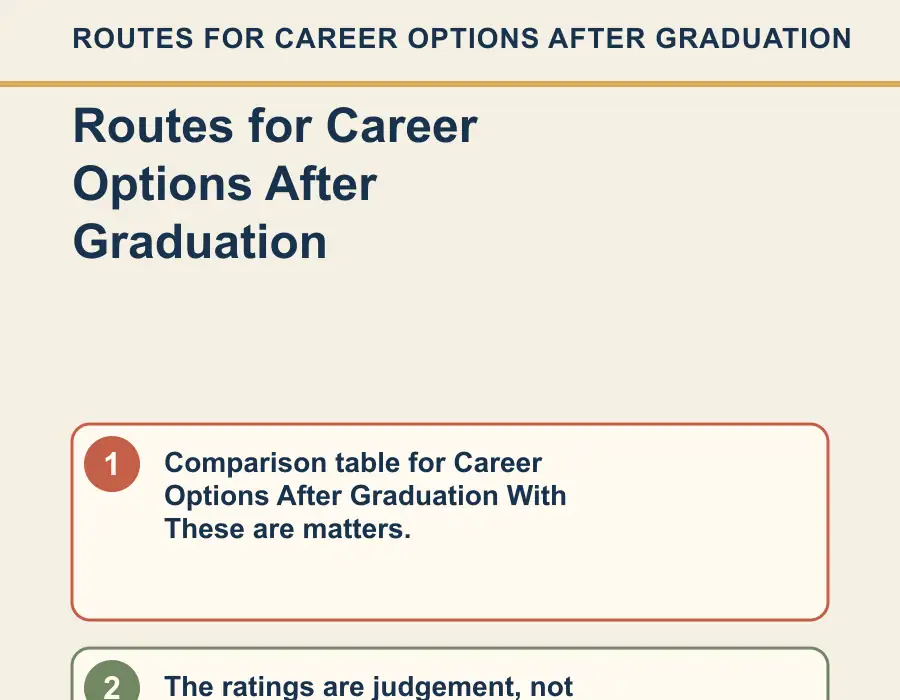 ROUTES FOR CAREER OPTIONS AFTER GRADUATION
Routes for Career
Options After
Graduation
1
Comparison table for Career
Options After Graduation With
These are matters.
2
The ratings are judgement, not